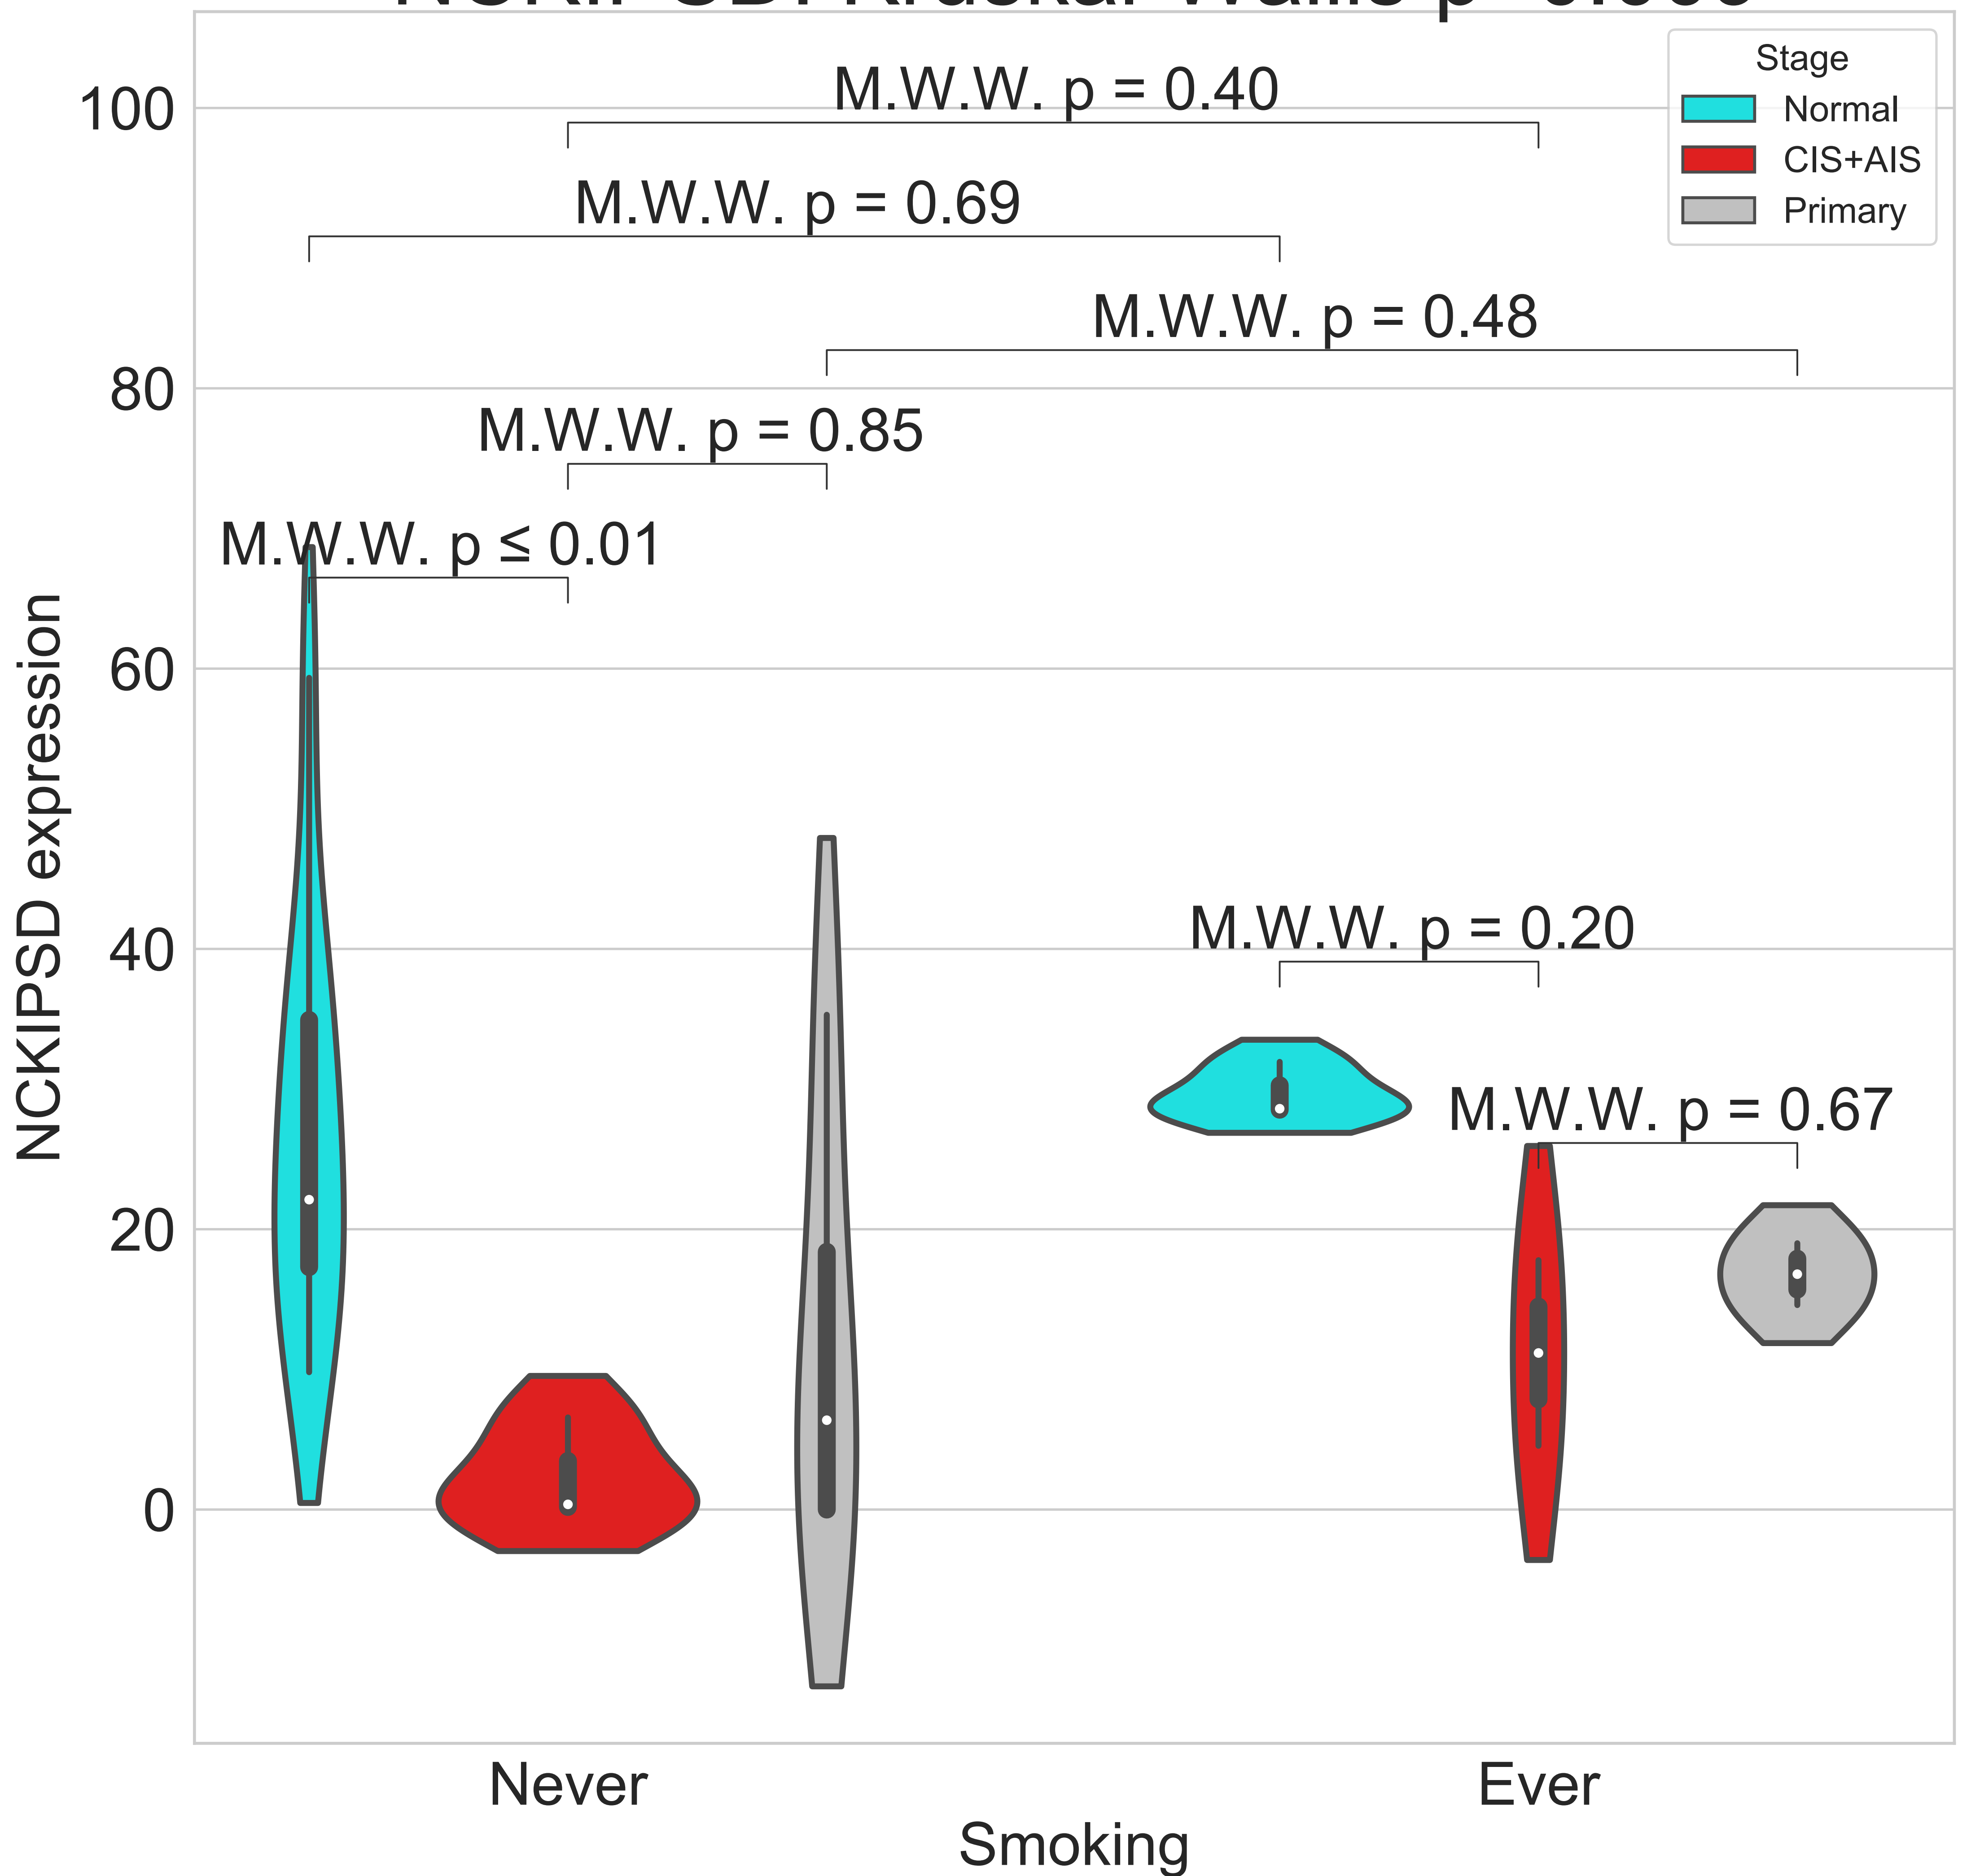 Stage
Normal
CIS+AIS
Primary
M.W.W. p = 0.40
M.W.W. p = 0.69
M.W.W. p = 0.48
M.W.W. p = 0.85
M.W.W. p ≤ 0.01
M.W.W. p = 0.20
M.W.W. p = 0.67
100
80
60
40
20
0
NCKIPSD expression
Never
Ever
Smoking